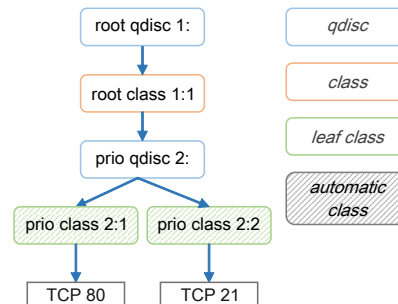 root qdisc 1:
qdisc
root class 1:1
class
prio qdisc 2:
leaf class
prio class 2:1
prio class 2:2
automatic
class
TCP 80
TCP 21